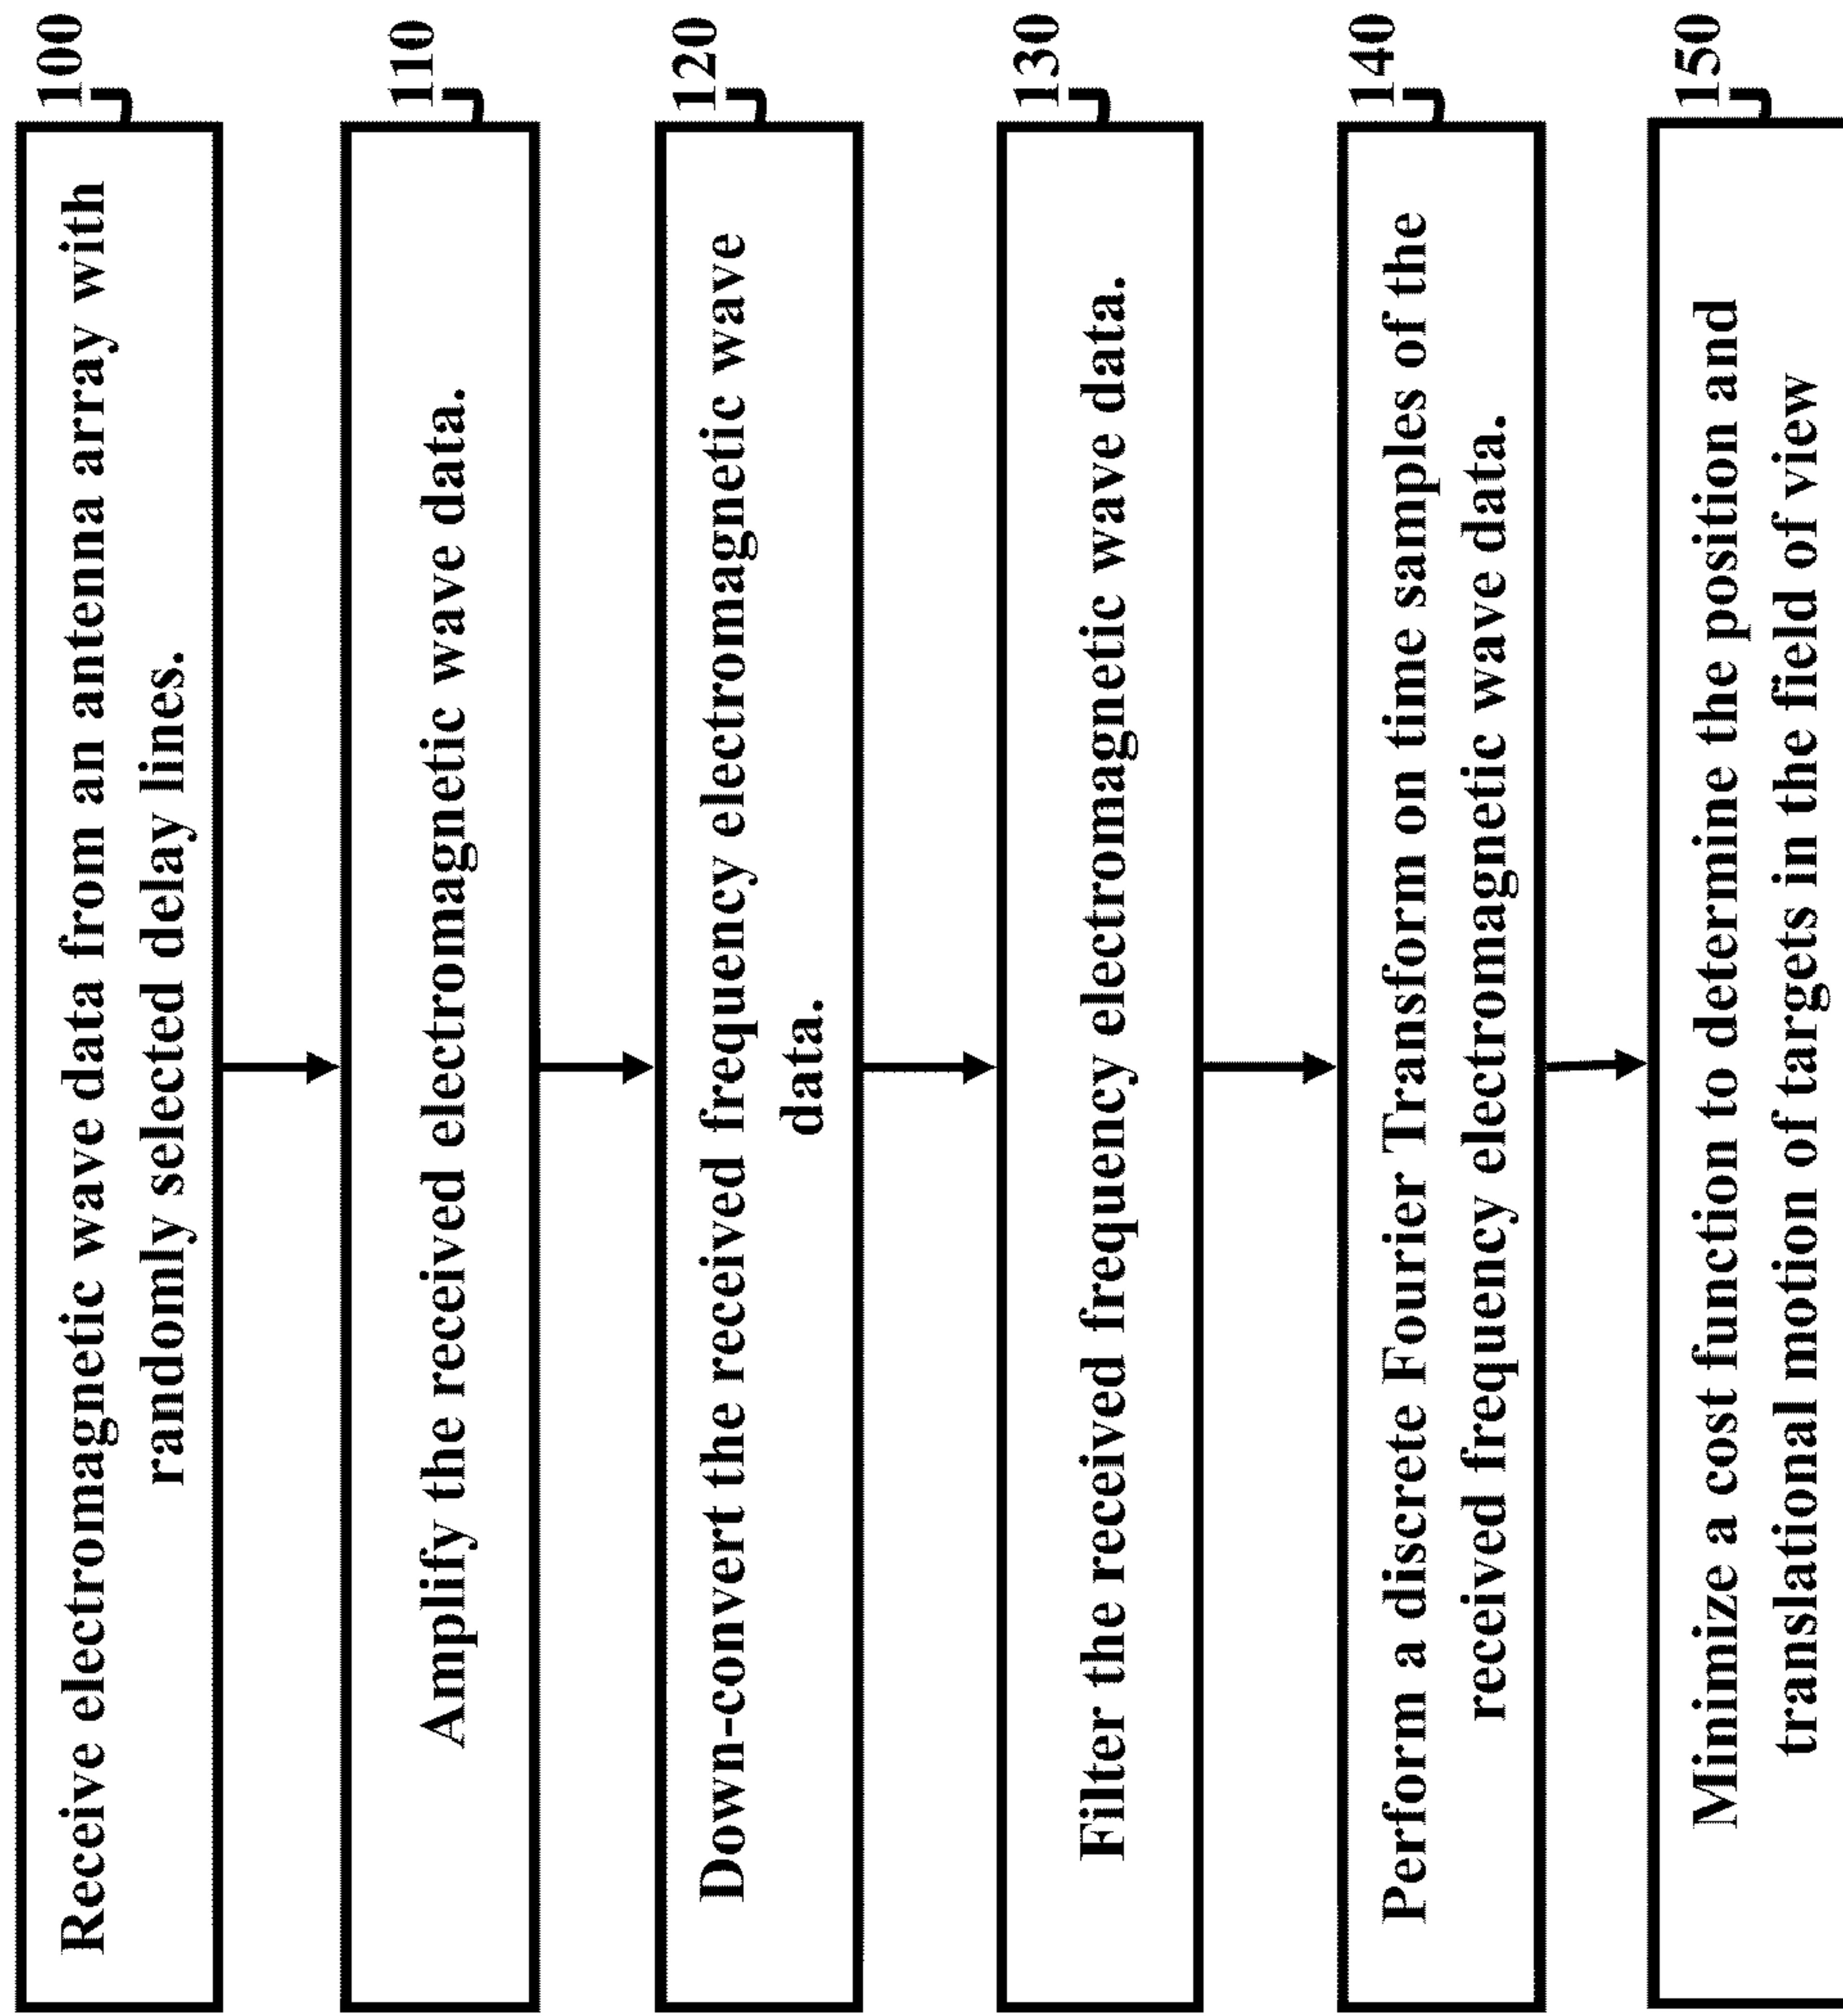 100
Receive electromagnetic wave data from an antenna array with
randomly selected delay lines.
110
Amplify the received electromagnetic wave data.
120
Down-convert the received frequency electromagnetic wave
data.
130
Filter the received frequency electromagnetic wave data.
140
Perform a discrete Fourier Transform on time samples of the
received frequency electromagnetic wave data.
150
Minimize a cost function to determine the position and
translational motion of targets in the field of view